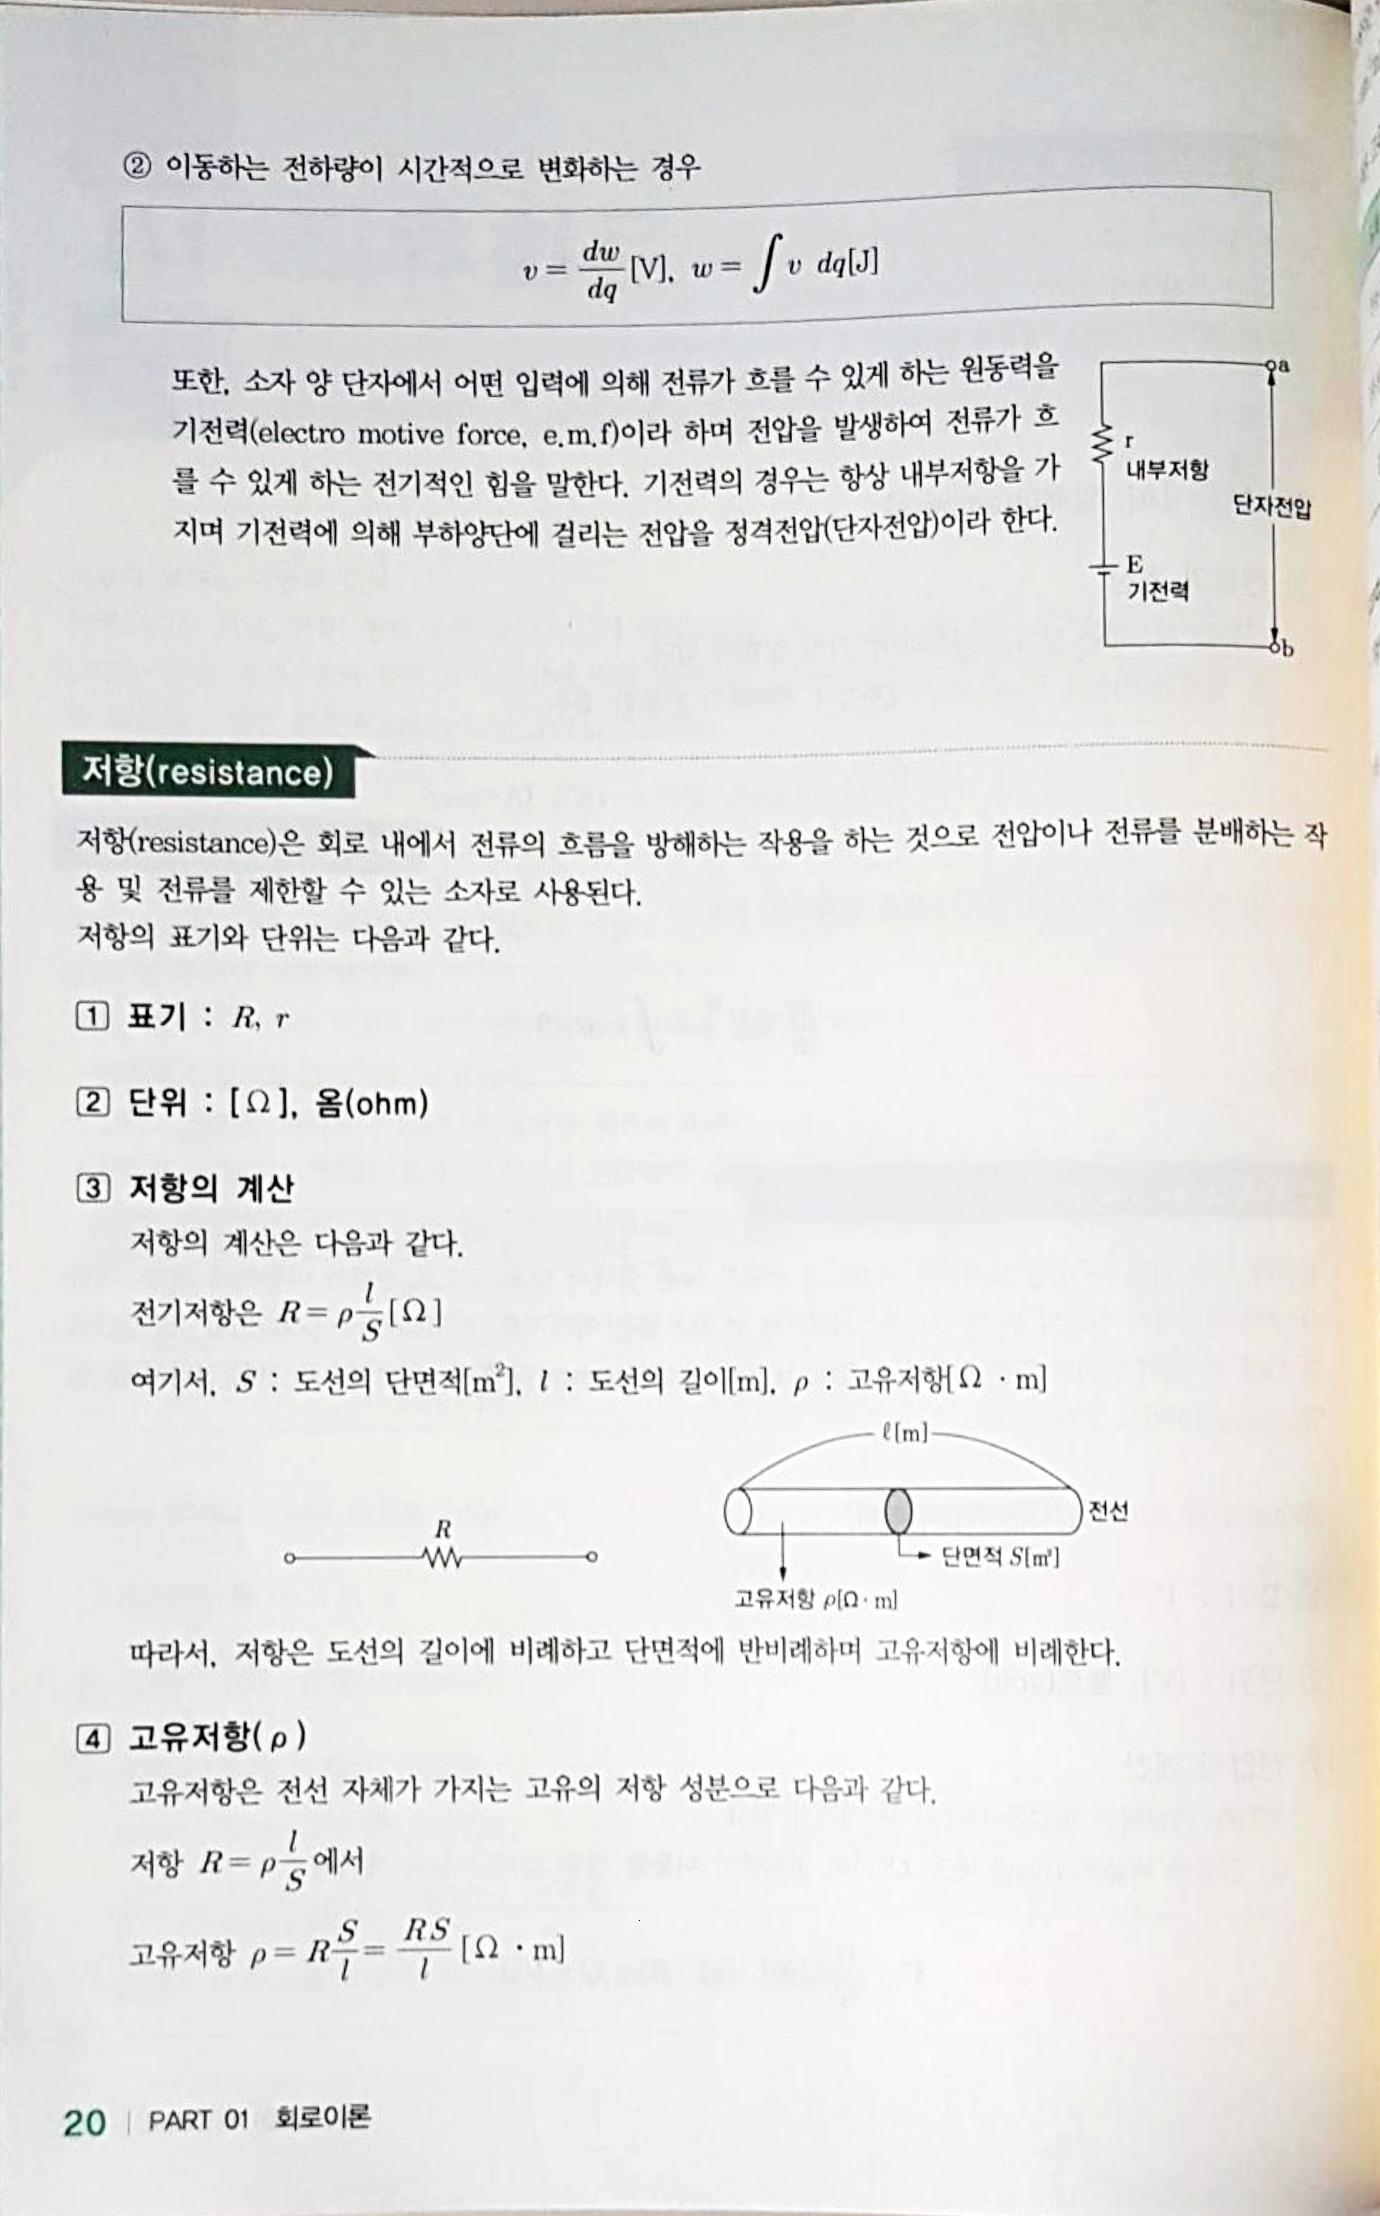 ② 이동하는 전하량이 시간적으로 변화하는 경우
v = dw/dq [V], w = ∫ v dq[J]
또한, 소자 양 단자에서 어떤 입력에 의해 전류가 흐를 수 있게 하는 원동력을
기전력(electro motive force, e.m.f)이라 하며 전압을 발생하여 전류가 흐
를 수 있게 하는 전기적인 힘을 말한다. 기전력의 경우는 항상 내부저항을 가
지며 기전력에 의해 부하양단에 걸리는 전압을 정격전압(단자전압)이라 한다.
a
r
내부저항
단자전압
E
기전력
b
저항(resistance)
저항(resistance)은 회로 내에서 전류의 흐름을 방해하는 작용을 하는 것으로 전압이나 전류를 분배하는 작
용 및 전류를 제한할 수 있는 소자로 사용된다.
저항의 표기와 단위는 다음과 같다.
1 표기 : R, r
2 단위 : [Ω], 옴(ohm)
3 저항의 계산
저항의 계산은 다음과 같다.
전기저항은 R = ρ l/S [Ω]
여기서, S : 도선의 단면적[m²], l : 도선의 길이[m], ρ : 고유저항[Ω · m]
ℓ[m]
전선
R
단면적 S[㎡]
고유저항 ρ[Ω · m]
따라서, 저항은 도선의 길이에 비례하고 단면적에 반비례하며 고유저항에 비례한다.
4 고유저항(ρ)
고유저항은 전선 자체가 가지는 고유의 저항 성분으로 다음과 같다.
저항 R = ρ l/S 에서
고유저항 ρ = R S/l = RS/l [Ω · m]
20 | PART 01 회로이론